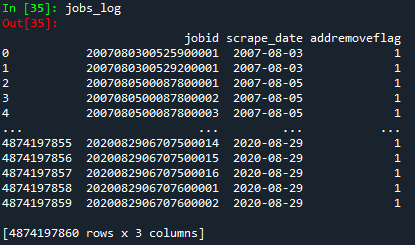 In [35]: jobs_log
Out[35]:
jobid scrape_date addremoveflag
0 2007080300525900001 2007-08-03 1
1 2007080300529200001 2007-08-03 1
2 2007080500087800001 2007-08-05 1
3 2007080500087800002 2007-08-05 1
4 2007080500087800003 2007-08-05 1
... ... ... ...
4874197855 2020082906707500014 2020-08-29 1
4874197856 2020082906707500015 2020-08-29 1
4874197857 2020082906707500016 2020-08-29 1
4874197858 2020082906707600001 2020-08-29 1
4874197859 2020082906707600002 2020-08-29 1
[4874197860 rows x 3 columns]